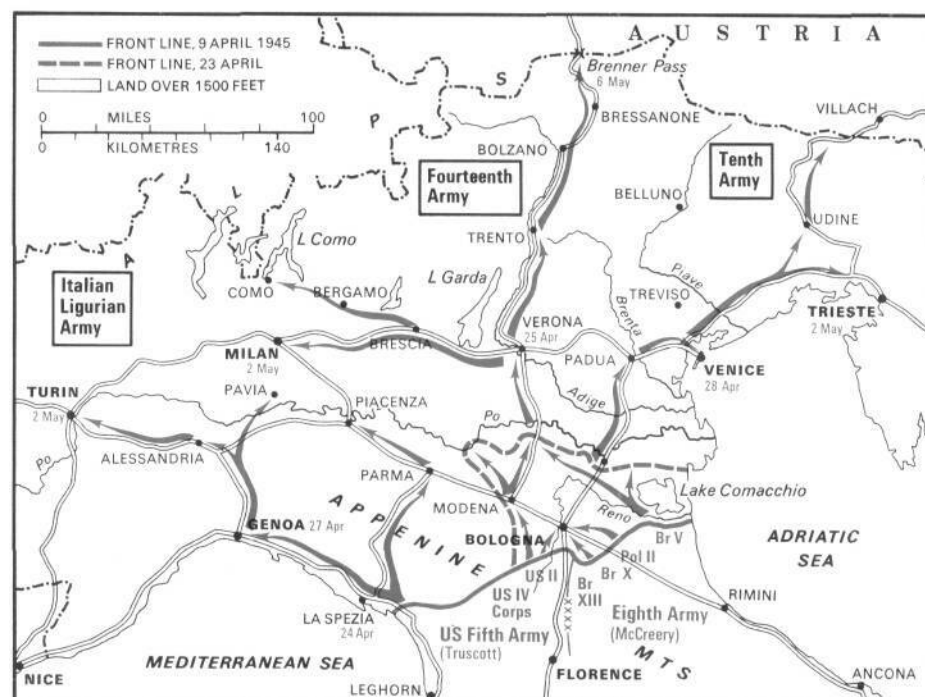 FRONT LINE, 9 APRIL 1945
FRONT LINE, 23 APRIL
LAND OVER 1500 FEET
0 MILES 100
0 KILOMETRES 140
AUSTRIA
ALPS
Brenner Pass
6 May
BRESSANONE
VILLACH
BOLZANO
Fourteenth
Army
Tenth
Army
BELLUNO
UDINE
TRENTO
L Como
L Garda
Piave
Italian
Ligurian
Army
COMO
BERGAMO
TREVISO
Brenta
TRIESTE
2 May
VERONA
25 Apr
BRESCIA
MILAN
2 May
PADUA
VENICE
28 Apr
TURIN
2 May
PAVIA
PIACENZA
Adige
Po
Po
ALESSANDRIA
PARMA
MODENA
Lake Comacchio
Reno
APPENINE
GENOA 27 Apr
BOLOGNA
Br V
Pol II
Br X
US II
US IV
Corps
Br
XIII
ADRIATIC
SEA
RIMINI
LA SPEZIA
24 Apr
US Fifth Army
(Truscott)
Eighth Army
(McCreery)
MTS
MEDITERRANEAN SEA
NICE
FLORENCE
LEGHORN
ANCONA